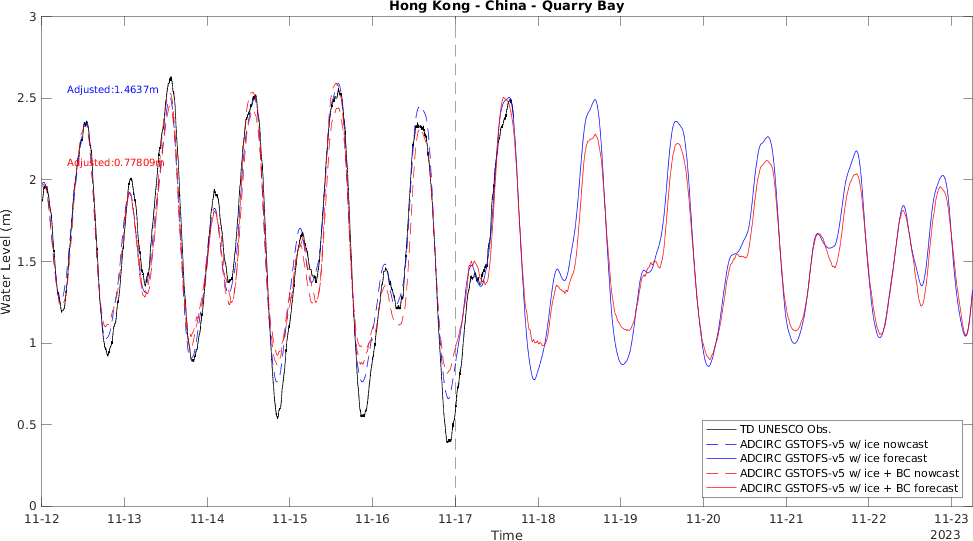 Hong Kong - China - Quarry Bay
3
2.5
2
1.5
1
0.5
0
Water Level (m)
Adjusted:1.4637m
Adjusted:0.77809m
TD UNESCO Obs.
ADCIRC GSTOFS-v5 w/ ice nowcast
ADCIRC GSTOFS-v5 w/ ice forecast
ADCIRC GSTOFS-v5 w/ ice + BC nowcast
ADCIRC GSTOFS-v5 w/ ice + BC forecast
11-12 11-13 11-14 11-15 11-16 11-17 11-18 11-19 11-20 11-21 11-22 11-23
Time
2023